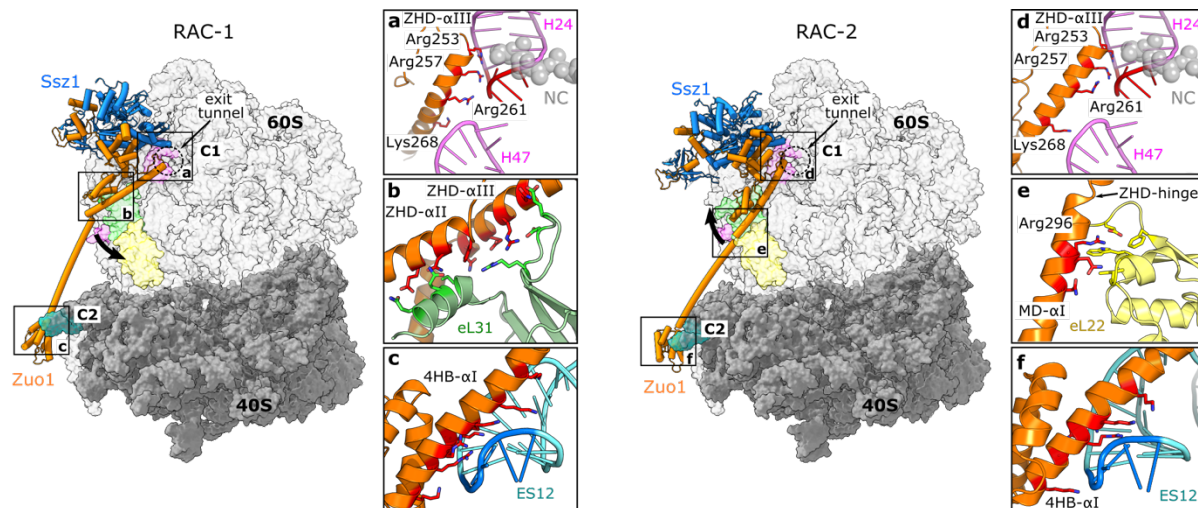 RAC-1
Ssz1
exit
tunnel
60S
C1
a
b
C2
c
Zuo1
40S
a
ZHD-αIII
H24
Arg253
Arg257
NC
Arg261
Lys268
H47
b
ZHD-αIII
ZHD-αII
eL31
c
4HB-αI
ES12
RAC-2
Ssz1
exit
tunnel
60S
C1
d
e
C2
f
Zuo1
40S
d
ZHD-αIII
H24
Arg253
Arg257
NC
Arg261
Lys268
H47
e
ZHD-hinge
Arg296
MD-αI
eL22
f
4HB-αI
ES12